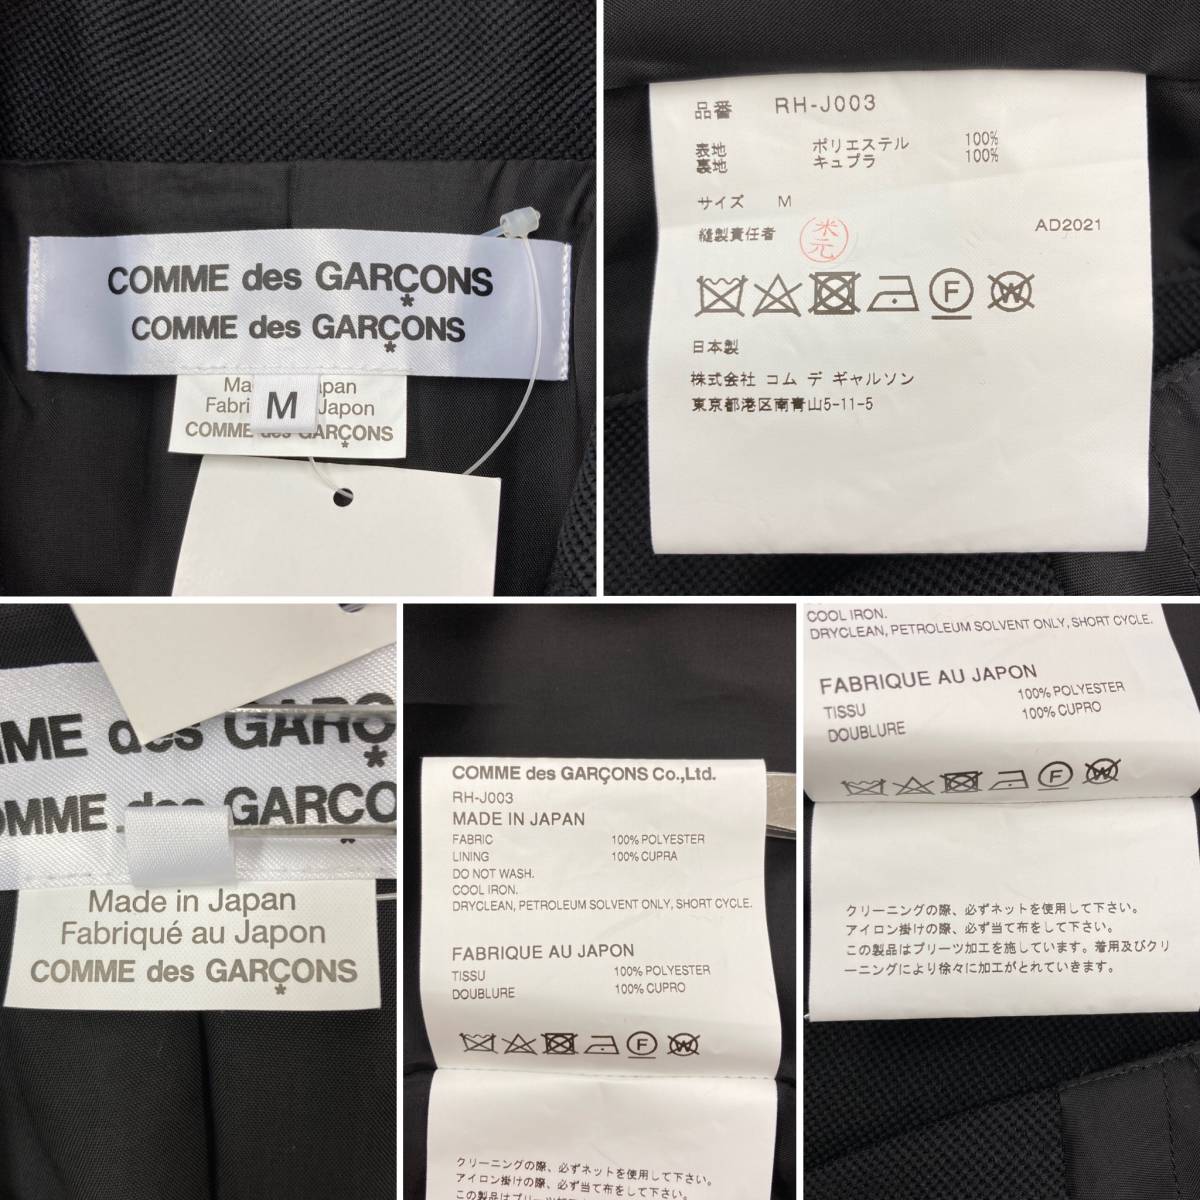 COMME des GARÇONS
COMME des GARÇONS
M
COMME des GARÇONS
品番 RH-J003
表地 ポリエステル 100%
裏地 キュプラ 100%
サイズ M
縫製責任者 米元 AD2021
F W
日本製
株式会社 コム デ ギャルソン
東京都港区南青山5-11-5
Made in Japan
Fabriqué au Japon
COMME des GARÇONS
COMME des GARÇONS Co.,Ltd.
RH-J003
MADE IN JAPAN
FABRIC 100% POLYESTER
LINING 100% CUPRA
DO NOT WASH.
COOL IRON.
DRYCLEAN, PETROLEUM SOLVENT ONLY, SHORT CYCLE.
FABRIQUE AU JAPON
TISSU 100% POLYESTER
DOUBLURE 100% CUPRO
F W
クリーニングの際、必ずネットを使用して下さい。
アイロン掛けの際、必ず当て布をして下さい。
COOL IRON.
DRYCLEAN, PETROLEUM SOLVENT ONLY, SHORT CYCLE.
FABRIQUE AU JAPON
TISSU 100% POLYESTER
DOUBLURE 100% CUPRO
F W
クリーニングの際、必ずネットを使用して下さい。
アイロン掛けの際、必ず当て布をして下さい。
この製品はプリーツ加工を施しています。着用及びクリ
ーニングにより徐々に加工がとれていきます。